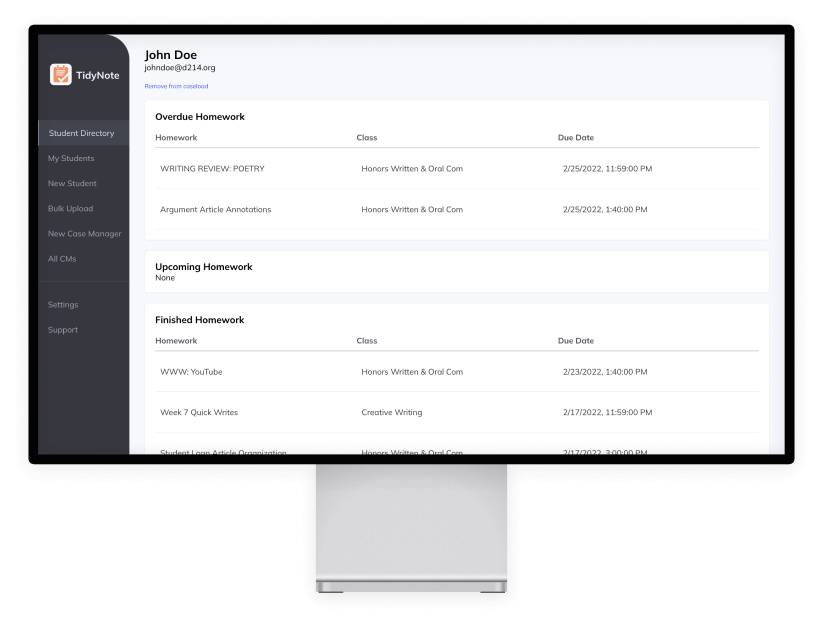 TidyNote
Student Directory
My Students
New Student
Bulk Upload
New Case Manager
All CMs
Settings
Support
John Doe
johndoe@d214.org
Remove from caseload
Overdue Homework
Homework Class Due Date
WRITING REVIEW: POETRY Honors Written & Oral Com 2/25/2022, 11:59:00 PM
Argument Article Annotations Honors Written & Oral Com 2/25/2022, 1:40:00 PM
Upcoming Homework
None
Finished Homework
Homework Class Due Date
WWW: YouTube Honors Written & Oral Com 2/23/2022, 1:40:00 PM
Week 7 Quick Writes Creative Writing 2/17/2022, 11:59:00 PM
Student Loan Article Organization Honors Written & Oral Com 2/17/2022, 3:00:00 PM